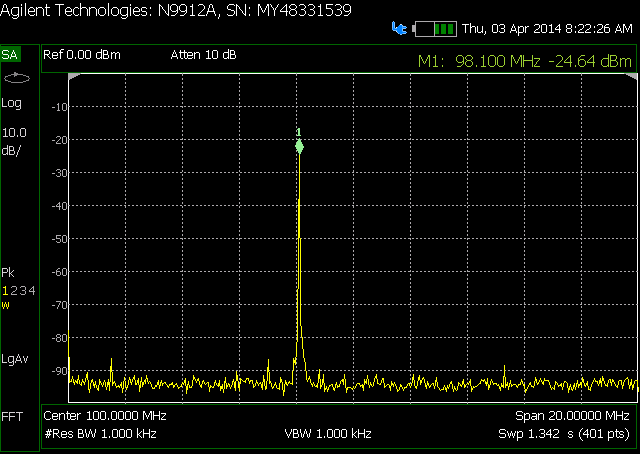 Agilent Technologies: N9912A, SN: MY48331539
Thu, 03 Apr 2014 8:22:26 AM
SA
Ref 0.00 dBm Atten 10 dB
M1: 98.100 MHz -24.64 dBm
Log
10.0
dB/
-10
-20
-30
-40
-50
-60
-70
-80
-90
1
Pk
1234
W
LgAv
FFT
Center 100.0000 MHz Span 20.00000 MHz
#Res BW 1.000 kHz VBW 1.000 kHz Swp 1.342 s (401 pts)